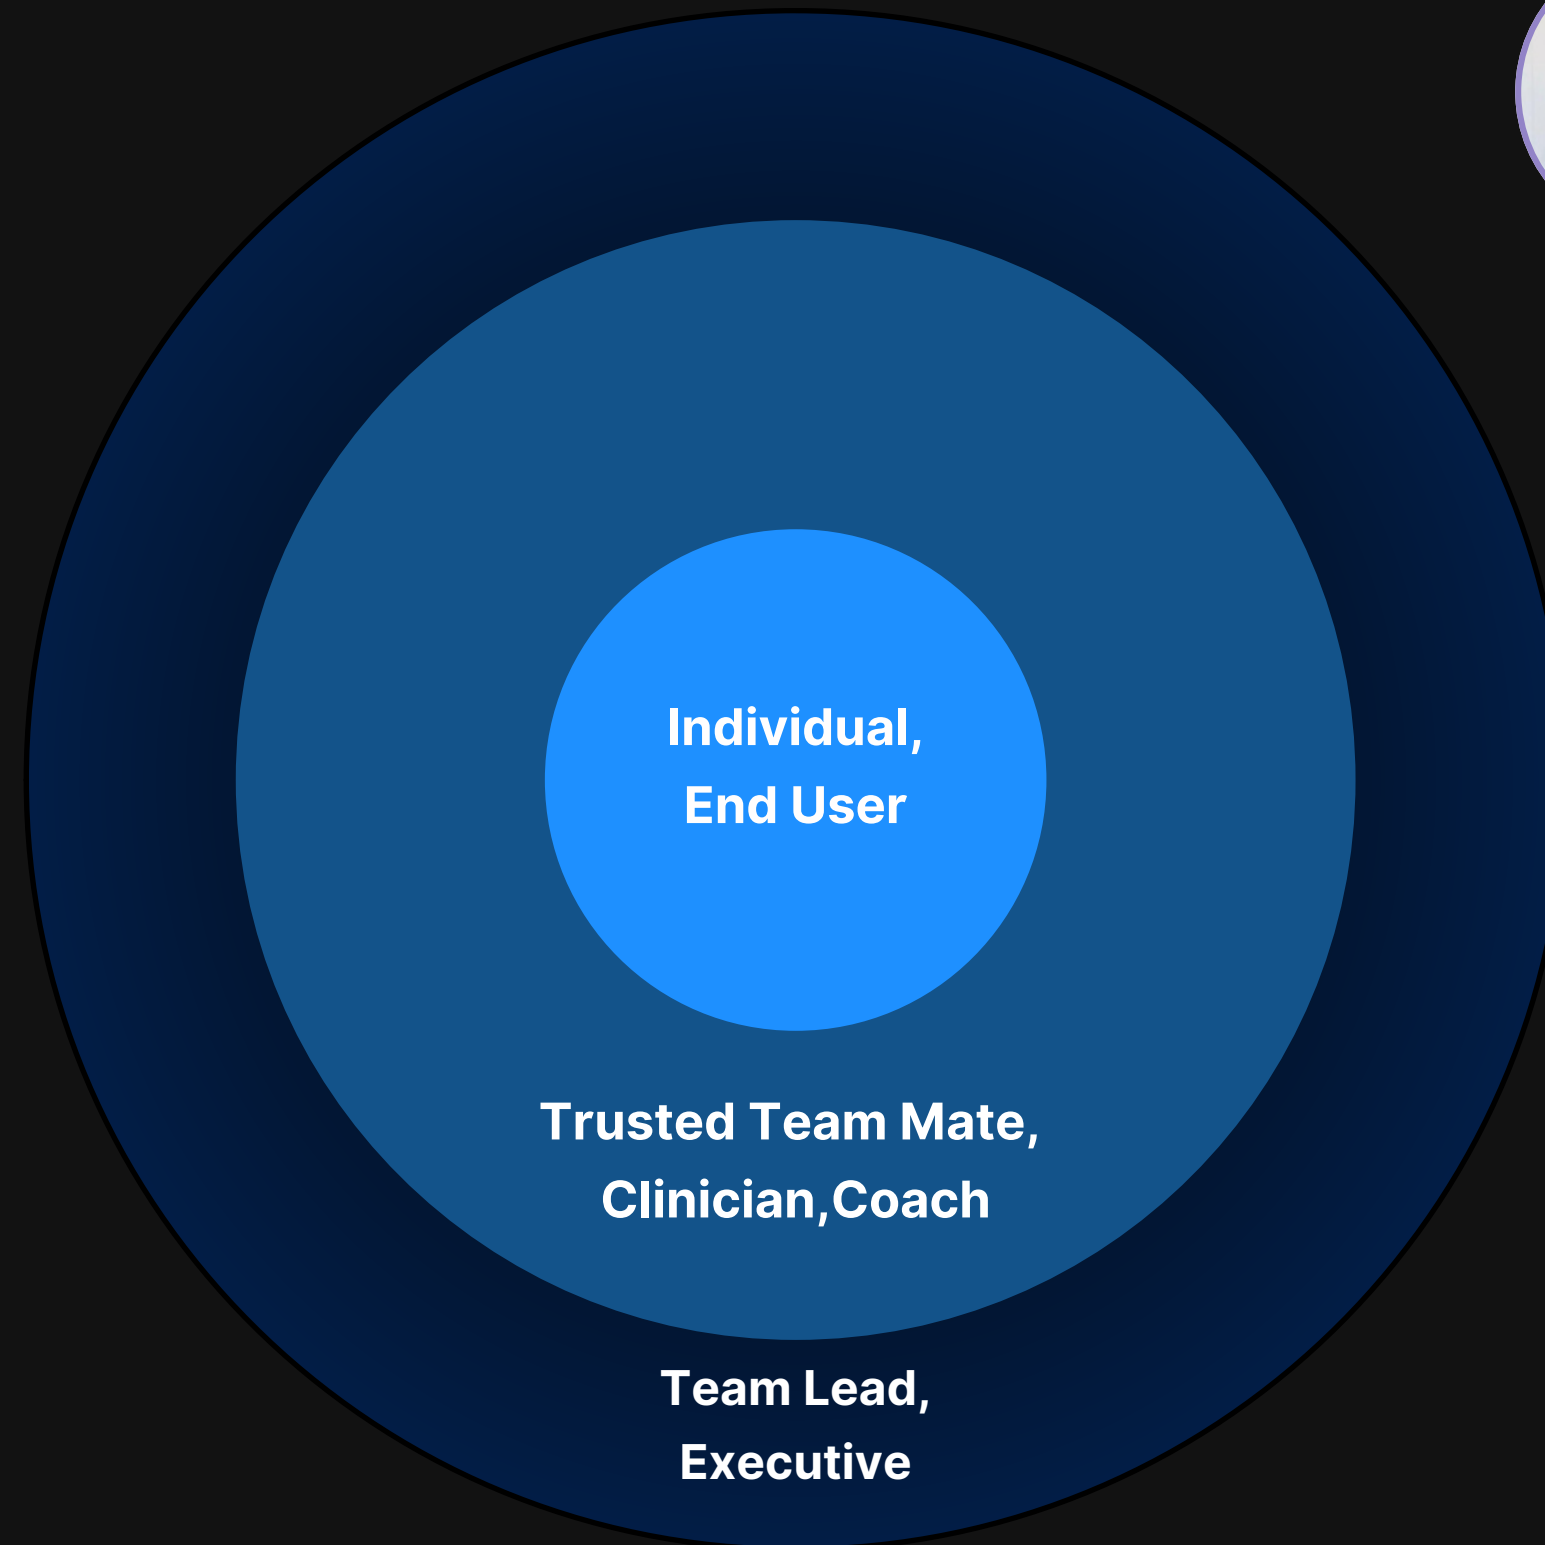 Individual,
End User
Trusted Team Mate,
Clinician,Coach
Team Lead,
Executive